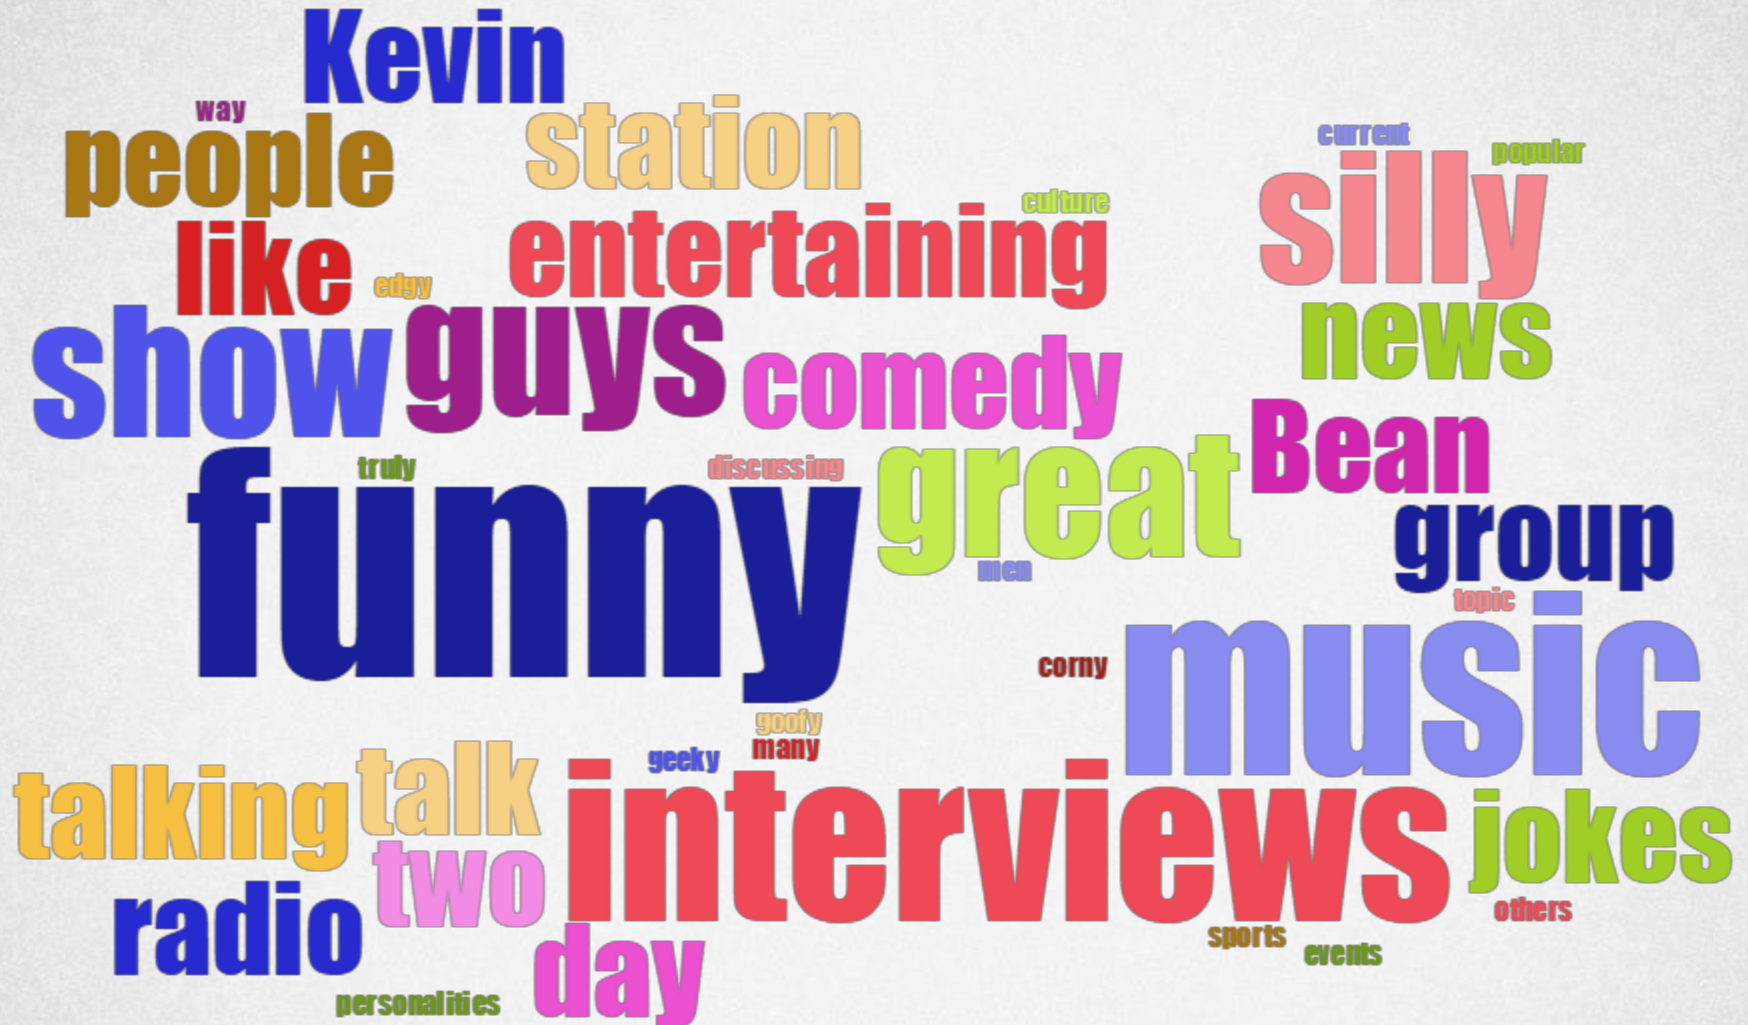 Kevin
way
people
station
current
popular
silly
culture
entertaining
like
edgy
show
guys
comedy
news
Bean
truly
discussing
great
funny
men
group
topic
music
corny
goofy
many
geeky
talking
talk
interviews
jokes
two
radio
others
sports
events
day
personalities